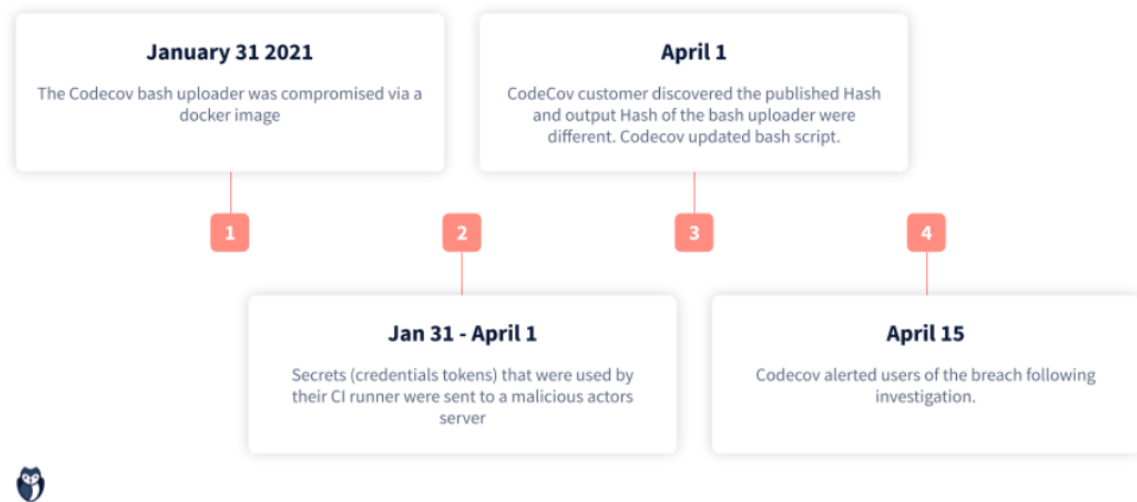 January 31 2021
The Codecov bash uploader was compromised via a
docker image
April 1
CodeCov customer discovered the published Hash
and output Hash of the bash uploader were
different. Codecov updated bash script.
1
2
3
4
Jan 31 - April 1
Secrets (credentials tokens) that were used by
their CI runner were sent to a malicious actors
server
April 15
Codecov alerted users of the breach following
investigation.